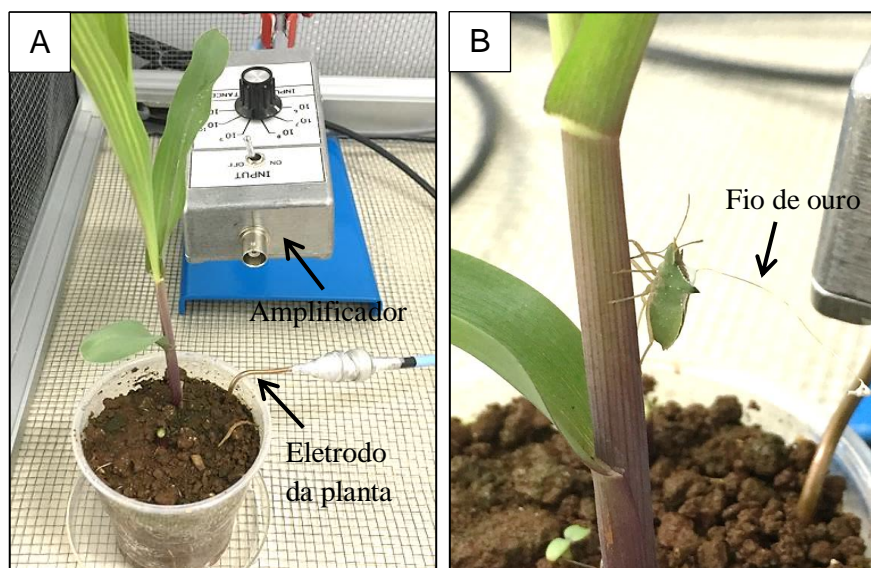 A
INPUT
ON
OFF
Amplificador
Eletrodo
da planta
B
Fio de ouro